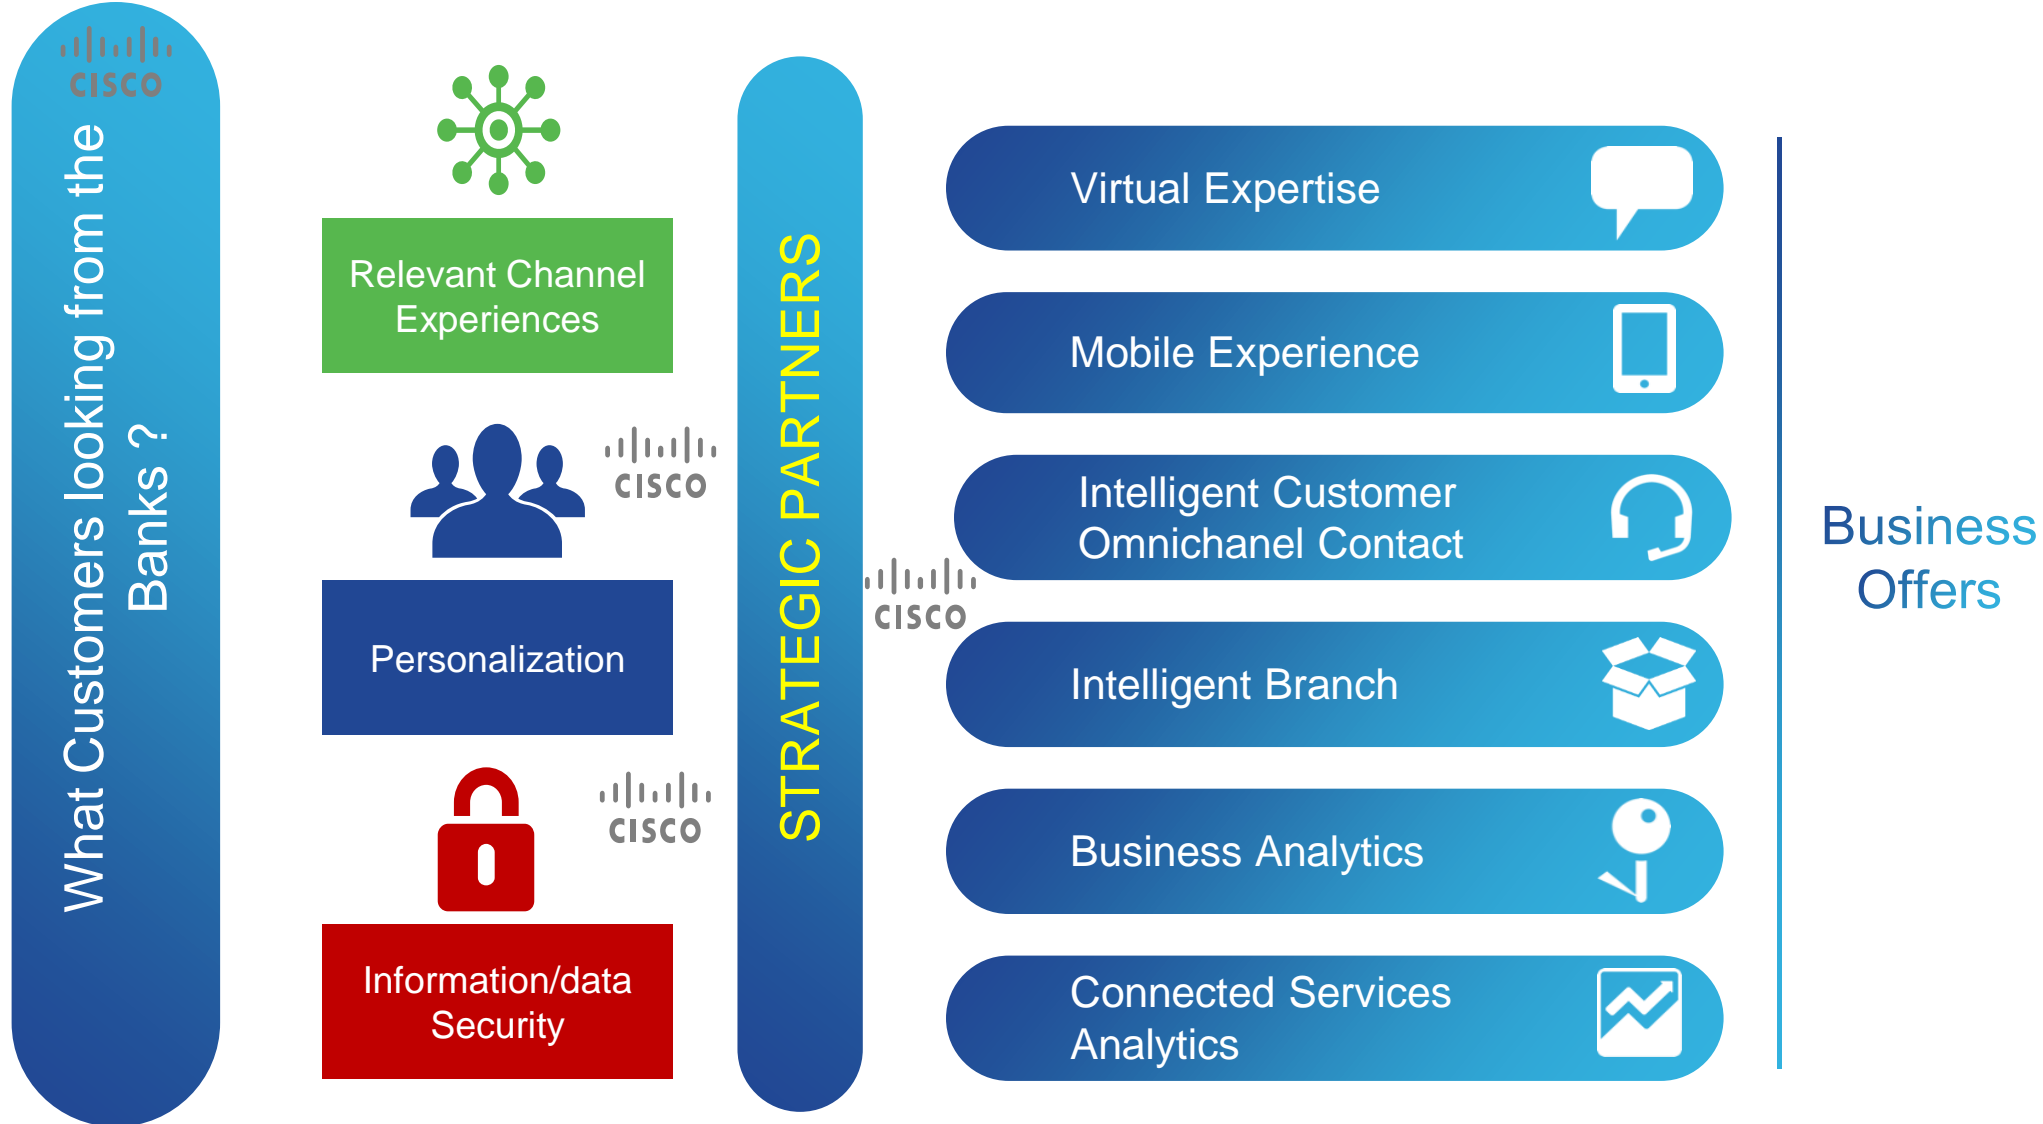 CISCO
What Customers looking from the
Banks ?
Relevant Channel
Experiences
CISCO
Personalization
CISCO
Information/data
Security
STRATEGIC PARTNERS
CISCO
Virtual Expertise
Mobile Experience
Intelligent Customer
Omnichanel Contact
Intelligent Branch
Business Analytics
Connected Services
Analytics
Business
Offers